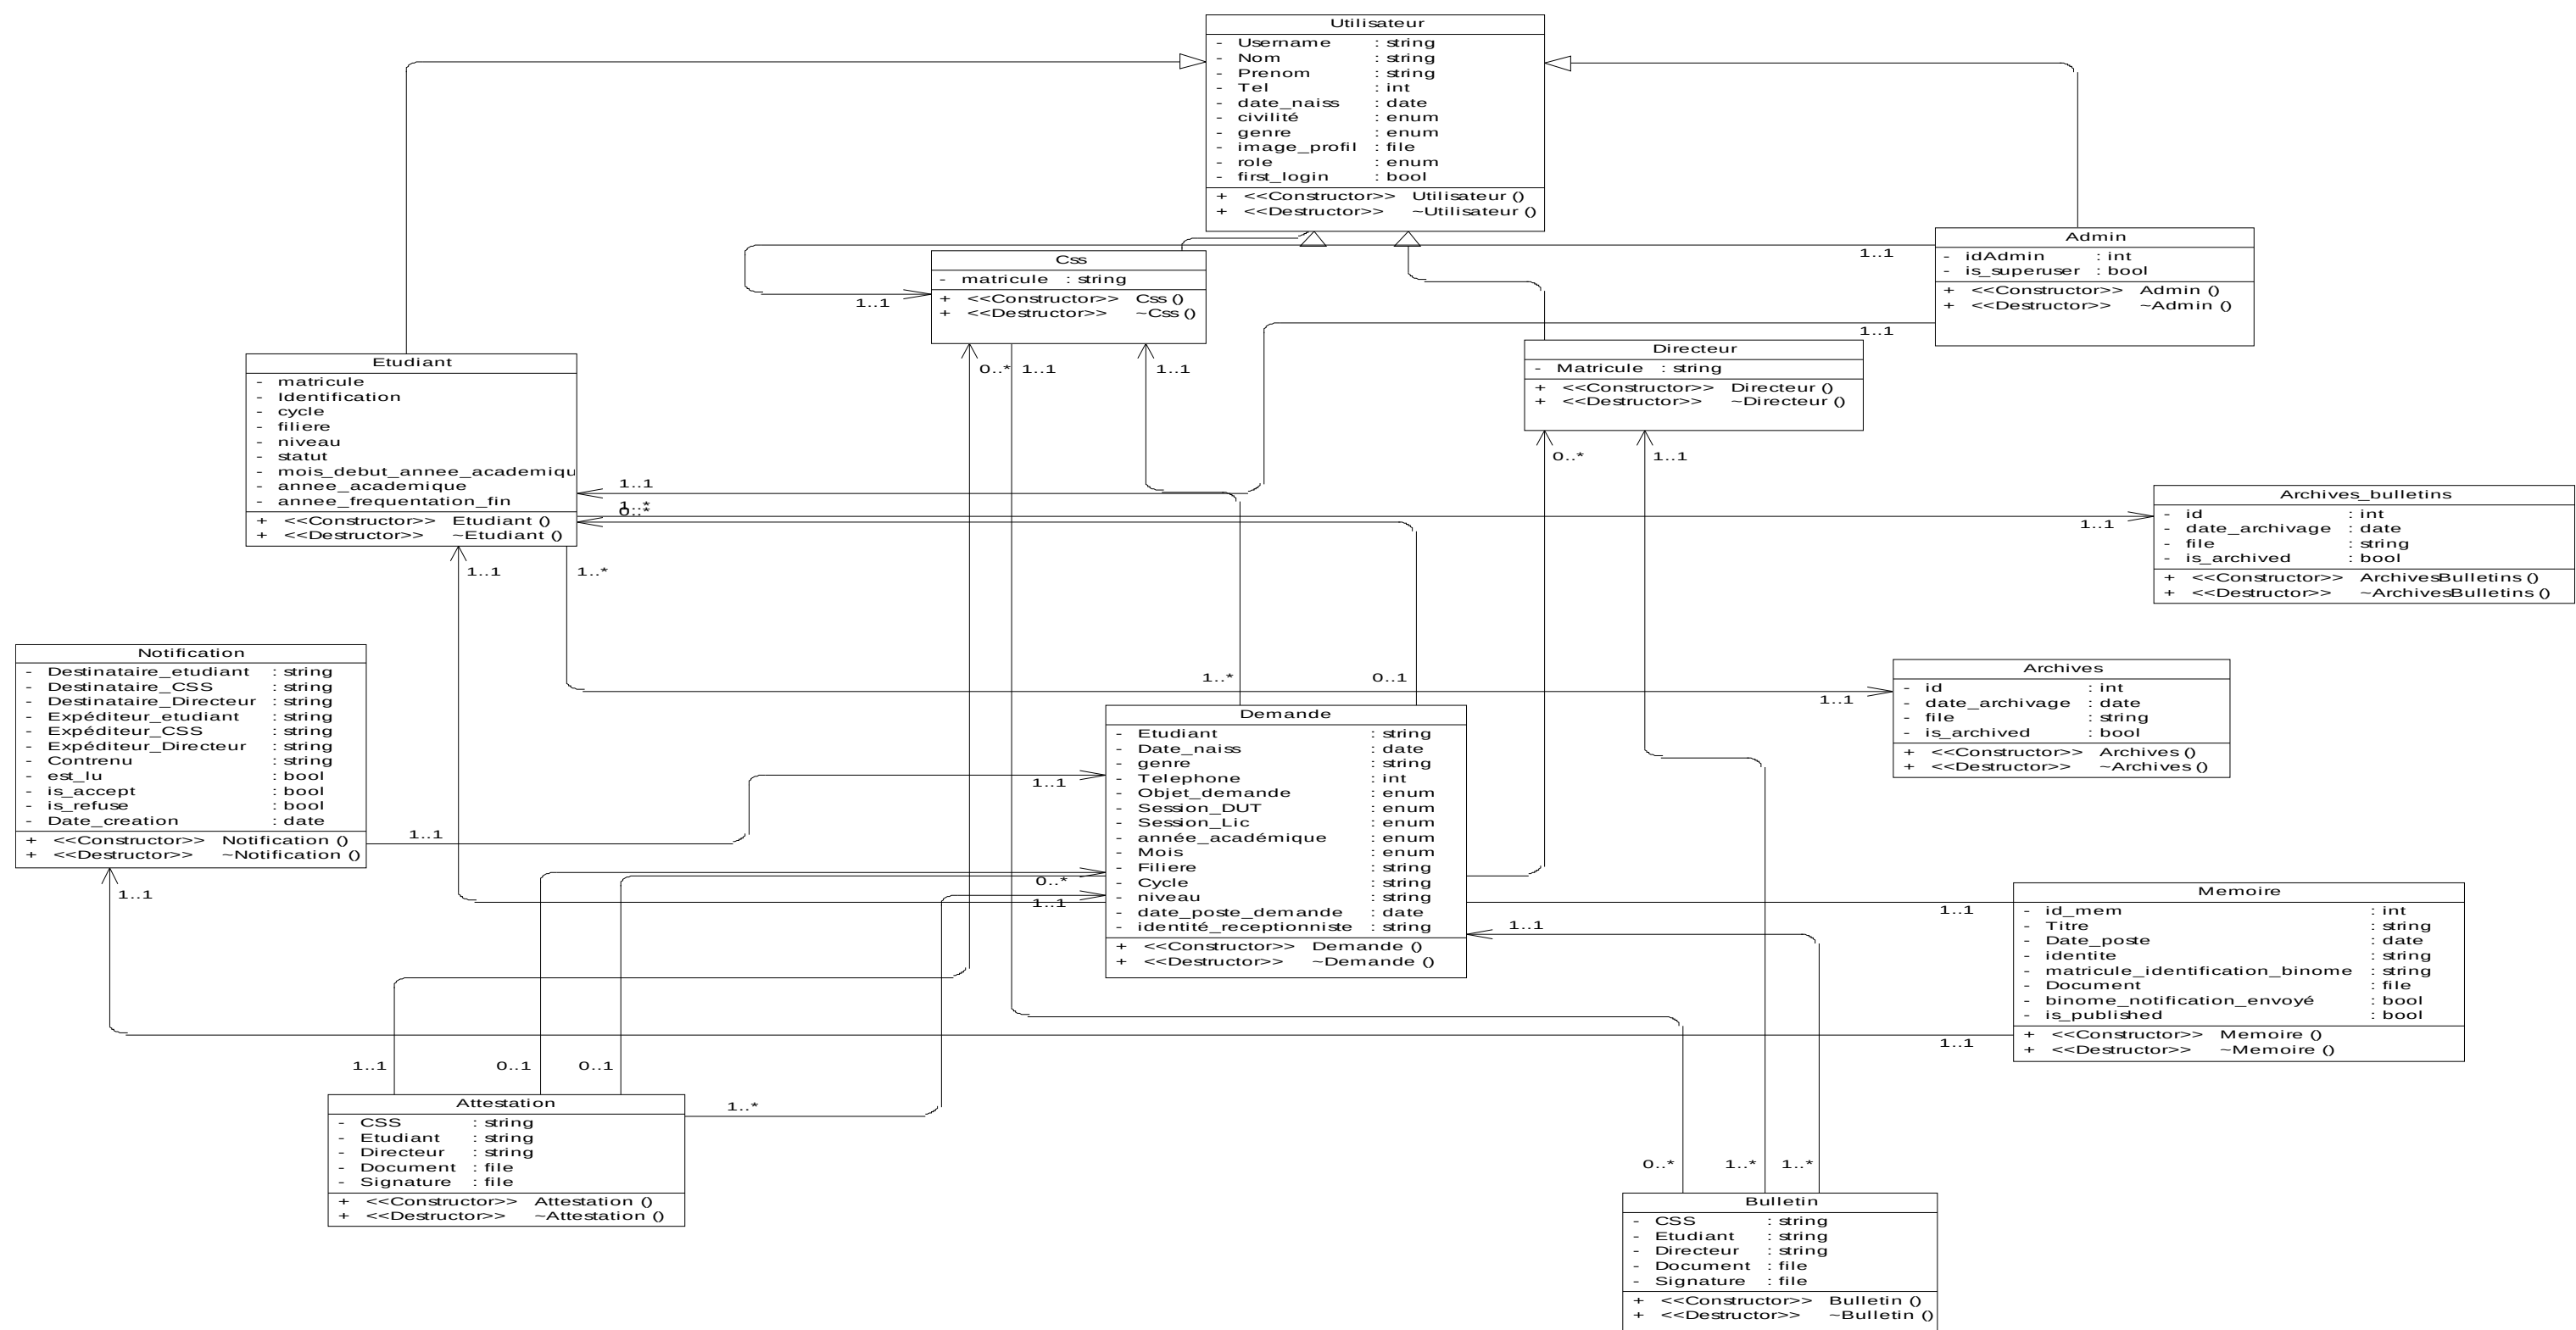 Utilisateur
- Username : string
- Nom : string
- Prenom : string
- Tel : int
- date_naiss : date
- civilité : enum
- genre : enum
- image_profil : file
- role : enum
- first_login : bool
+ <<Constructor>> Utilisateur ()
+ <<Destructor>> ~Utilisateur ()
Admin
- idAdmin : int
- is_superuser : bool
+ <<Constructor>> Admin ()
+ <<Destructor>> ~Admin ()
1..1
1..1
Css
- matricule : string
+ <<Constructor>> Css ()
+ <<Destructor>> ~Css ()
1..1
0..*
1..1
1..1
Directeur
- Matricule : string
+ <<Constructor>> Directeur ()
+ <<Destructor>> ~Directeur ()
0..*
1..1
Etudiant
- matricule
- Identification
- cycle
- filiere
- niveau
- statut
- mois_debut_annee_academiqu
- annee_academique
- annee_frequentation_fin
+ <<Constructor>> Etudiant ()
+ <<Destructor>> ~Etudiant ()
1..1
1..*
0..*
1..1
1..*
Archives_bulletins
- id : int
- date_archivage : date
- file : string
- is_archived : bool
+ <<Constructor>> ArchivesBulletins ()
+ <<Destructor>> ~ArchivesBulletins ()
1..1
Notification
- Destinataire_etudiant : string
- Destinataire_CSS : string
- Destinataire_Directeur : string
- Expéditeur_etudiant : string
- Expéditeur_CSS : string
- Expéditeur_Directeur : string
- Contrenu : string
- est_lu : bool
- is_accept : bool
- is_refuse : bool
- Date_creation : date
+ <<Constructor>> Notification ()
+ <<Destructor>> ~Notification ()
1..1
1..1
Archives
- id : int
- date_archivage : date
- file : string
- is_archived : bool
+ <<Constructor>> Archives ()
+ <<Destructor>> ~Archives ()
1..1
1..*
0..1
Demande
- Etudiant : string
- Date_naiss : date
- genre : string
- Telephone : int
- Objet_demande : enum
- Session_DUT : enum
- Session_Lic : enum
- année_académique : enum
- Mois : enum
- Filiere : string
- Cycle : string
- niveau : string
- date_poste_demande : date
- identité_receptionniste : string
+ <<Constructor>> Demande ()
+ <<Destructor>> ~Demande ()
1..1
0..*
1..1
1..1
Memoire
- id_mem : int
- Titre : string
- Date_poste : date
- identite : string
- matricule_identification_binome : string
- Document : file
- binome_notification_envoyé : bool
- is_published : bool
+ <<Constructor>> Memoire ()
+ <<Destructor>> ~Memoire ()
1..1
1..1
1..1
0..1
0..1
1..*
Attestation
- CSS : string
- Etudiant : string
- Directeur : string
- Document : file
- Signature : file
+ <<Constructor>> Attestation ()
+ <<Destructor>> ~Attestation ()
0..*
1..*
1..*
Bulletin
- CSS : string
- Etudiant : string
- Directeur : string
- Document : file
- Signature : file
+ <<Constructor>> Bulletin ()
+ <<Destructor>> ~Bulletin ()